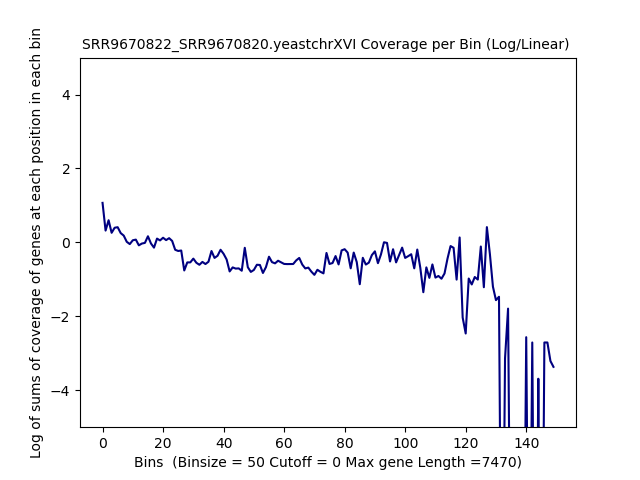 SRR9670822_SRR9670820.yeastchrXVI Coverage per Bin (Log/Linear)
Log of sums of coverage of genes at each position in each bin
4
2
0
−2
−4
0 20 40 60 80 100 120 140
Bins  (Binsize = 50 Cutoff = 0 Max gene Length =7470)